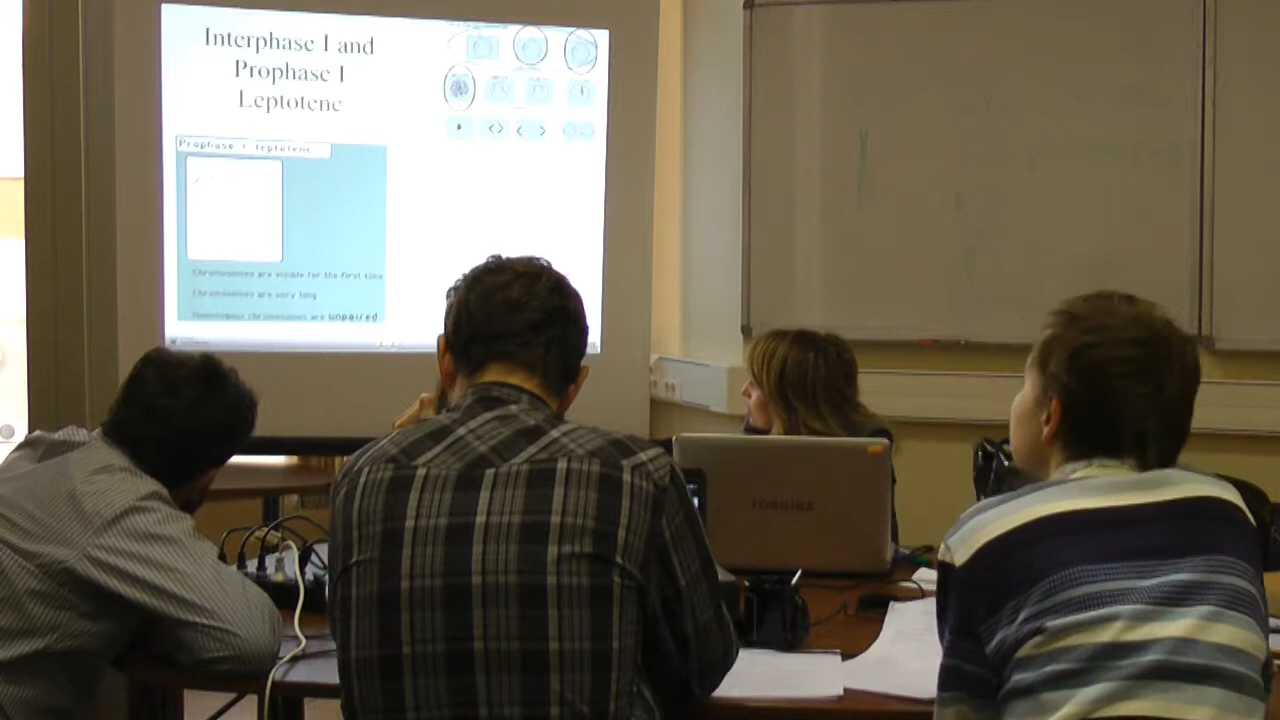 Interphase I and
Prophase I
Leptotene
Prophase I leptotene
Chromosomes are visible for the first time
Chromosomes are very long
Homologous chromosomes are unpaired
TOSHIBA